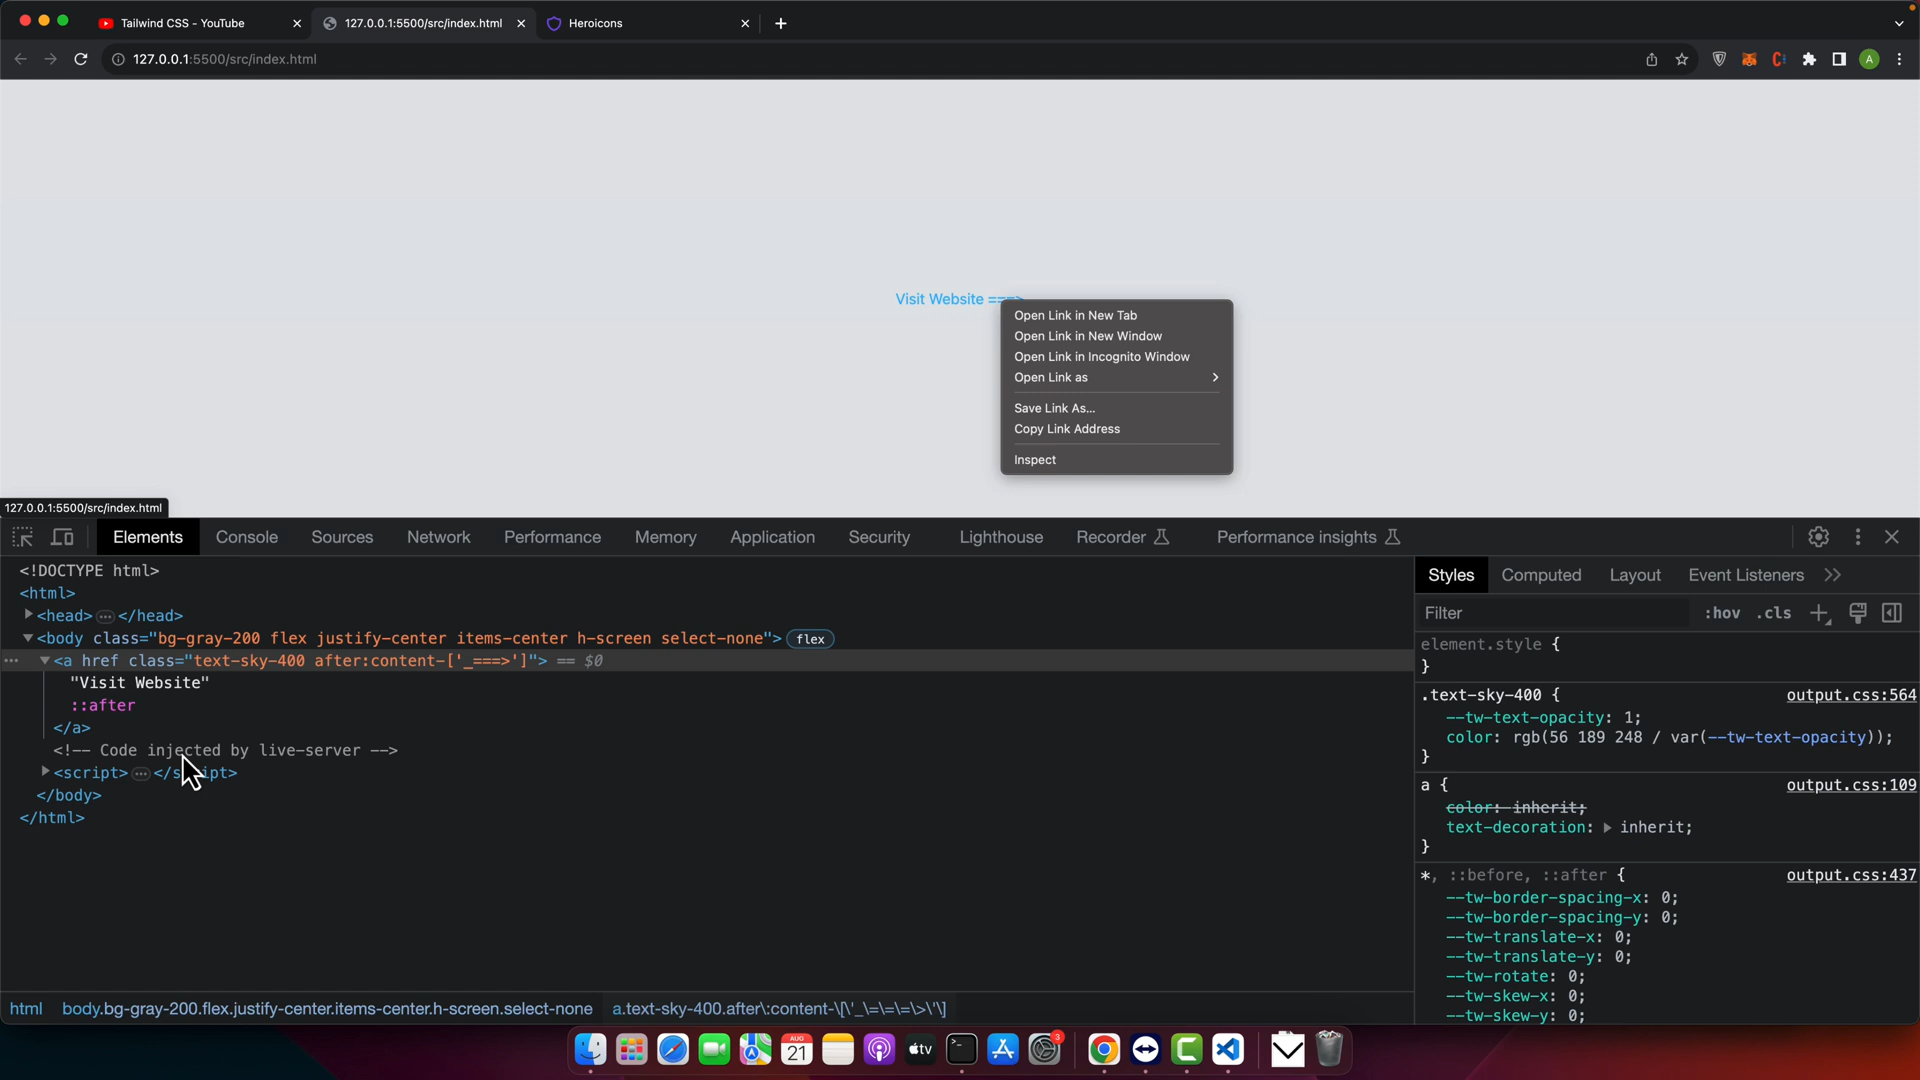 Tailwind CSS - YouTube
127.0.0.1:5500/src/index.html
Heroicons
127.0.0.1:5500/src/index.html
A
Visit Website ===>
Open Link in New Tab
Open Link in New Window
Open Link in Incognito Window
Open Link as
Save Link As...
Copy Link Address
Inspect
127.0.0.1:5500/src/index.html
Elements Console Sources Network Performance Memory Application Security Lighthouse Recorder Performance insights
<!DOCTYPE html>
<html>
<head> ••• </head>
<body class="bg-gray-200 flex justify-center items-center h-screen select-none"> flex
••• <a href class="text-sky-400 after:content-['_===>']"> == $0
"Visit Website"
::after
</a>
<!-- Code injected by live-server -->
<script> ••• </script>
</body>
</html>
html body.bg-gray-200.flex.justify-center.items-center.h-screen.select-none a.text-sky-400.after\:content-\[\'_\=\=\=\>\'\]
Styles Computed Layout Event Listeners
Filter :hov .cls
element.style {
}
.text-sky-400 { output.css:564
--tw-text-opacity: 1;
color: rgb(56 189 248 / var(--tw-text-opacity));
}
a { output.css:109
color: inherit;
text-decoration: inherit;
}
*, ::before, ::after { output.css:437
--tw-border-spacing-x: 0;
--tw-border-spacing-y: 0;
--tw-translate-x: 0;
--tw-translate-y: 0;
--tw-rotate: 0;
--tw-skew-x: 0;
--tw-skew-y: 0;
AUG
21
tv
3